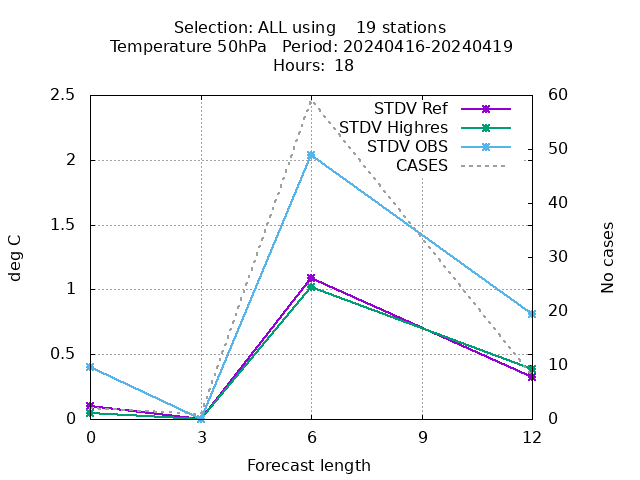 Selection: ALL using    19 stations
Temperature 50hPa   Period: 20240416-20240419
Hours: 18
2.5
2
1.5
1
0.5
0
60
50
40
30
20
10
0
STDV Ref
STDV Highres
STDV OBS
CASES
deg C
No cases
0 3 6 9 12
Forecast length